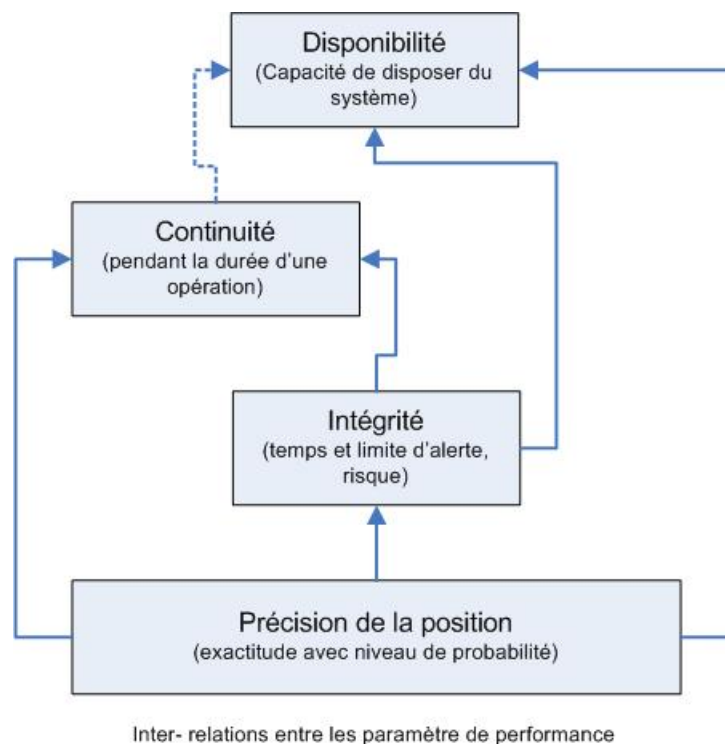 Disponibilité
(Capacité de disposer du
système)
Continuité
(pendant la durée d'une
opération)
Intégrité
(temps et limite d'alerte,
risque)
Précision de la position
(exactitude avec niveau de probabilité)
Inter- relations entre les paramètre de performance